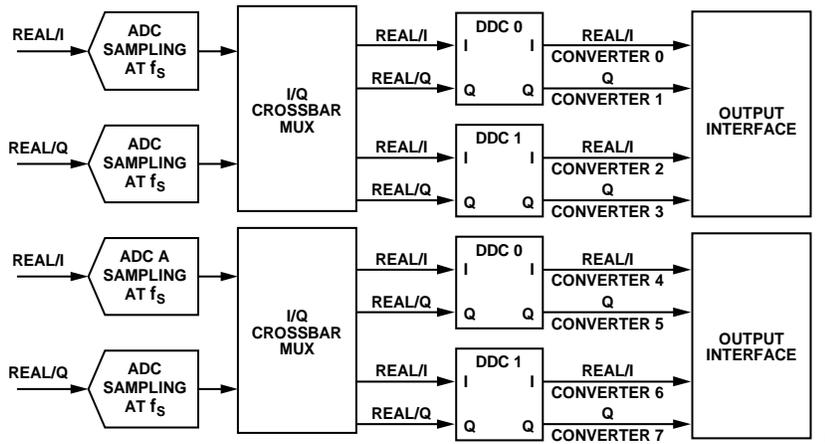 REAL/I
ADC
SAMPLING
AT fS
REAL/Q
ADC
SAMPLING
AT fS
I/Q
CROSSBAR
MUX
REAL/I
REAL/Q
REAL/I
REAL/Q
DDC 0
I I
Q Q
DDC 1
I I
Q Q
REAL/I
CONVERTER 0
Q
CONVERTER 1
REAL/I
CONVERTER 2
Q
CONVERTER 3
OUTPUT
INTERFACE
REAL/I
ADC A
SAMPLING
AT fS
REAL/Q
ADC
SAMPLING
AT fS
I/Q
CROSSBAR
MUX
REAL/I
REAL/Q
REAL/I
REAL/Q
DDC 0
I I
Q Q
DDC 1
I I
Q Q
REAL/I
CONVERTER 4
Q
CONVERTER 5
REAL/I
CONVERTER 6
Q
CONVERTER 7
OUTPUT
INTERFACE